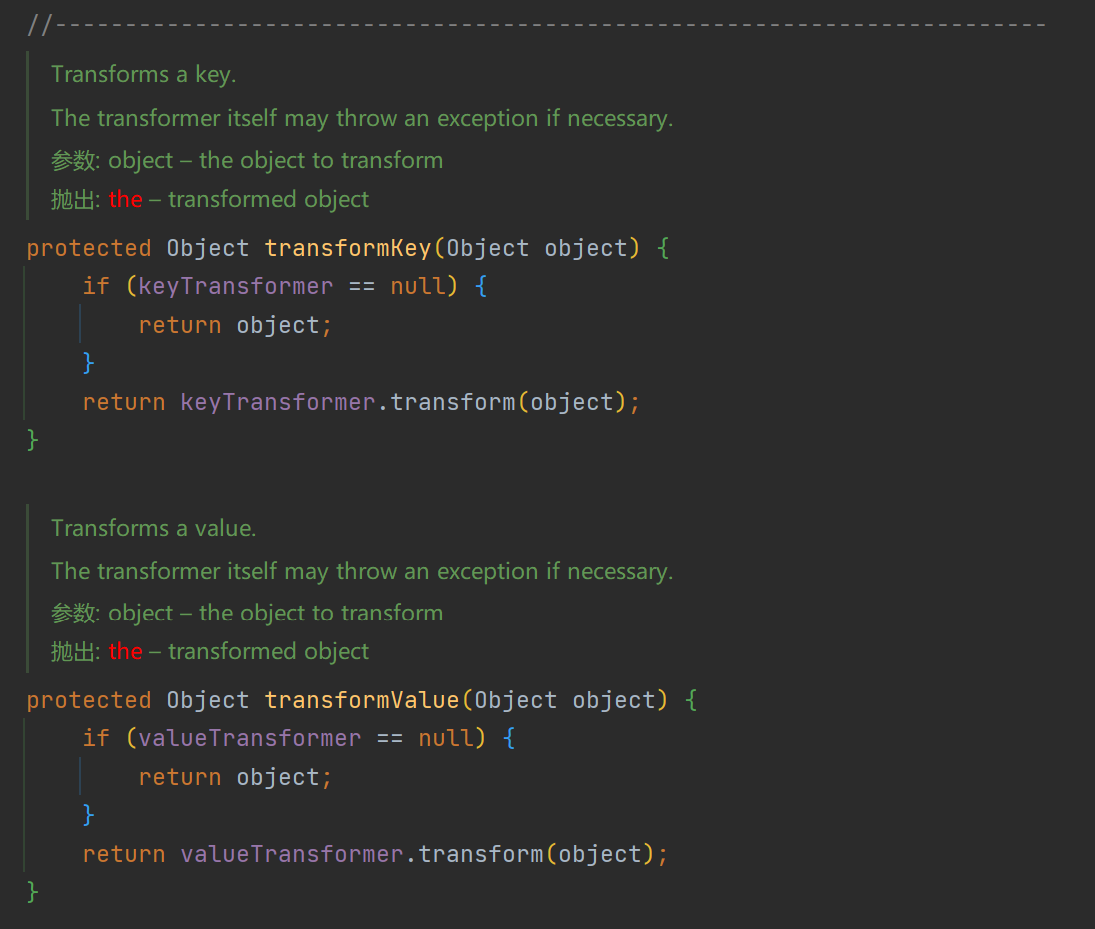 //-----------------------------------------------------------------------
Transforms a key.
The transformer itself may throw an exception if necessary.
参数: object – the object to transform
抛出: the – transformed object
protected Object transformKey(Object object) {
    if (keyTransformer == null) {
        return object;
    }
    return keyTransformer.transform(object);
}
Transforms a value.
The transformer itself may throw an exception if necessary.
参数: object – the object to transform
抛出: the – transformed object
protected Object transformValue(Object object) {
    if (valueTransformer == null) {
        return object;
    }
    return valueTransformer.transform(object);
}